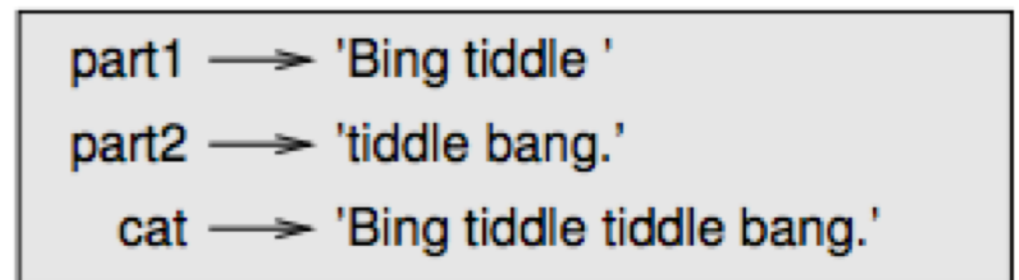 part1 → 'Bing tiddle '
part2 → 'tiddle bang.'
cat → 'Bing tiddle tiddle bang.'